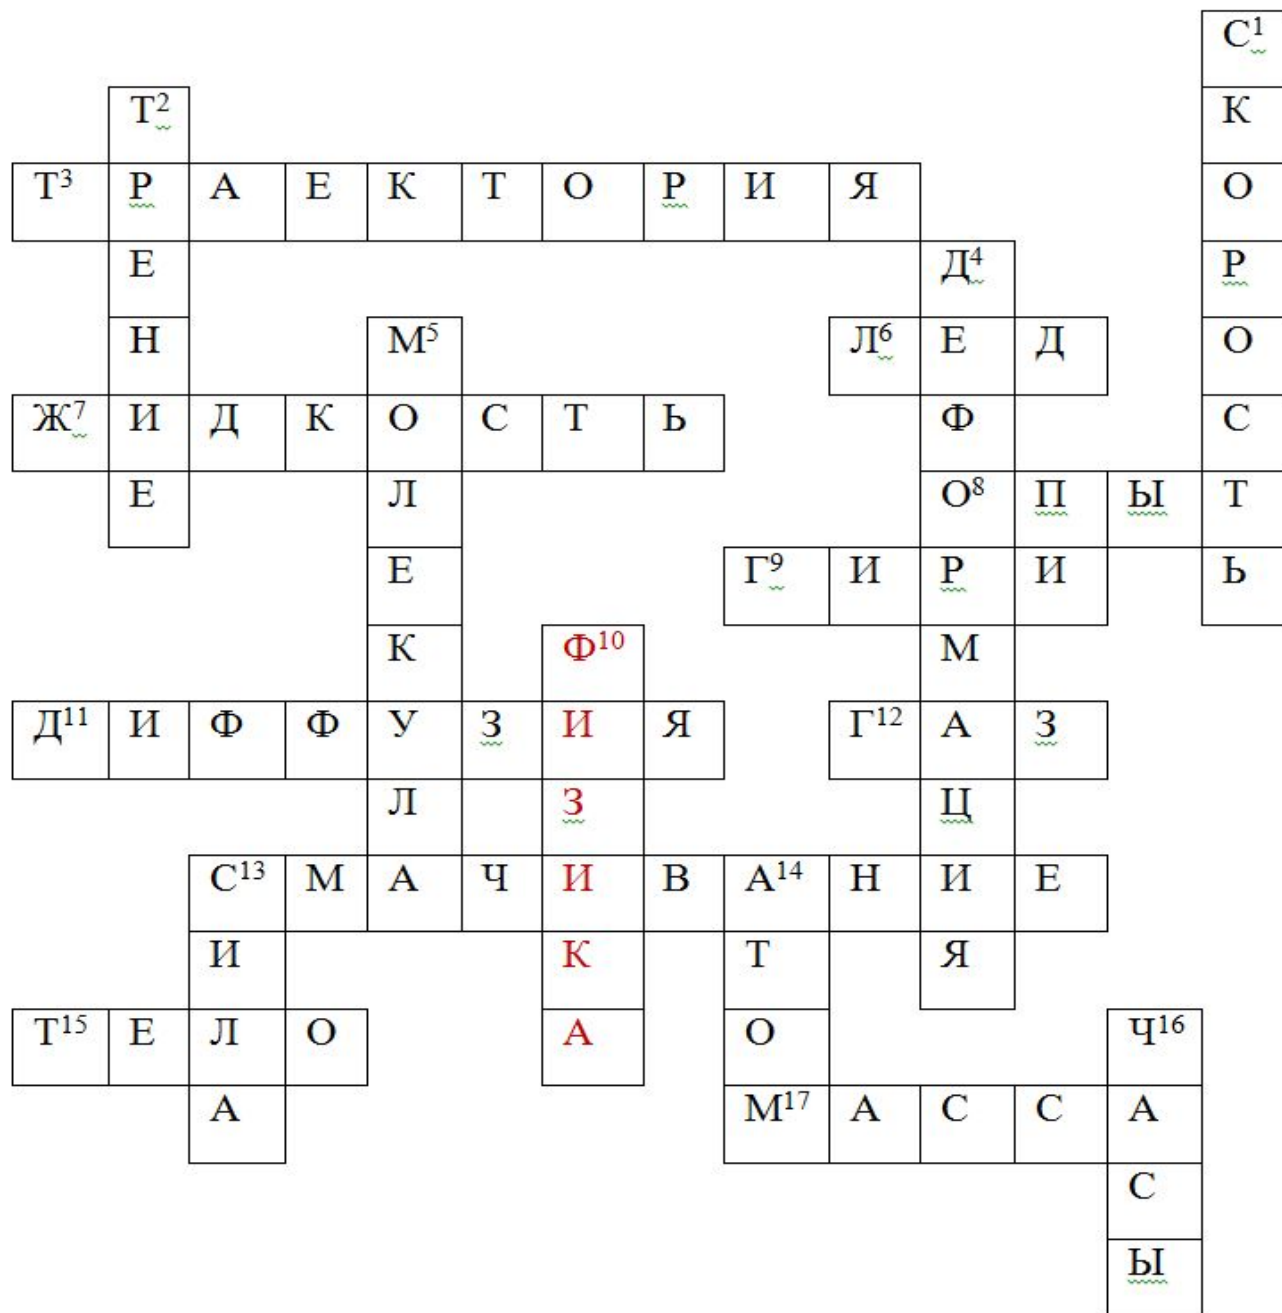 С1
Т2 К
Т3 Р А Е К Т О Р И Я О
Е Д4 Р
Н М5 Л6 Е Д О
Ж7 И Д К О С Т Ь Ф С
Е Л О8 П Ы Т
Е Г9 И Р И Ь
К Ф10 М
Д11 И Ф Ф У З И Я Г12 А З
Л З Ц
С13 М А Ч И В А14 Н И Е
И К Т Я
Т15 Е Л О А О Ч16
А М17 А С С А
С
Ы